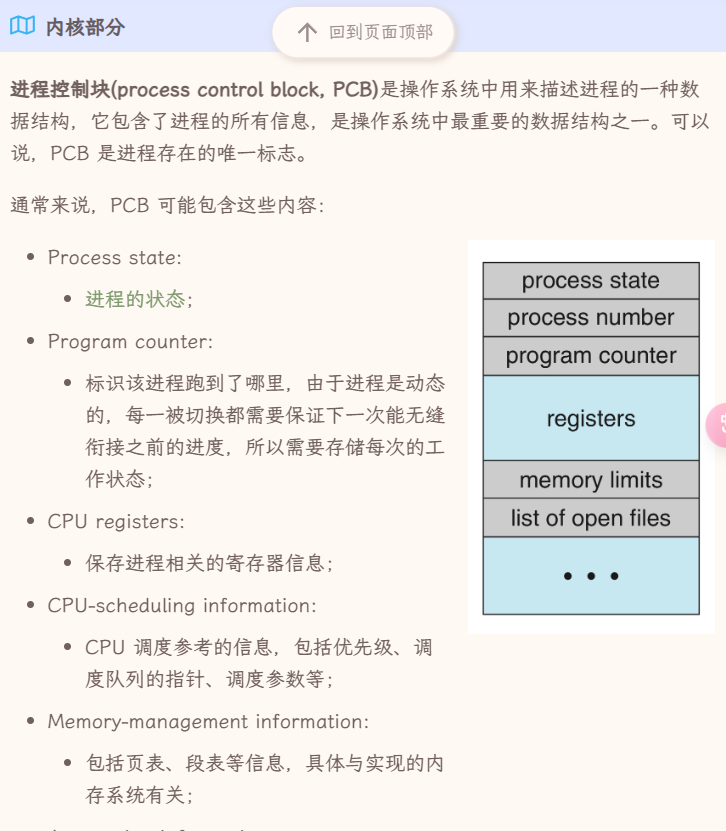 内核部分
回到页面顶部
进程控制块(process control block, PCB)是操作系统中用来描述进程的一种数
据结构，它包含了进程的所有信息，是操作系统中最重要的数据结构之一。可以
说，PCB 是进程存在的唯一标志。
通常来说，PCB 可能包含这些内容：
Process state:
进程的状态；
Program counter:
标识该进程跑到了哪里，由于进程是动态
的，每一被切换都需要保证下一次能无缝
衔接之前的进度，所以需要存储每次的工
作状态；
CPU registers:
保存进程相关的寄存器信息；
CPU-scheduling information:
CPU 调度参考的信息，包括优先级、调
度队列的指针、调度参数等；
Memory-management information:
包括页表、段表等信息，具体与实现的内
存系统有关；
process state
process number
program counter
registers
memory limits
list of open files
• • •